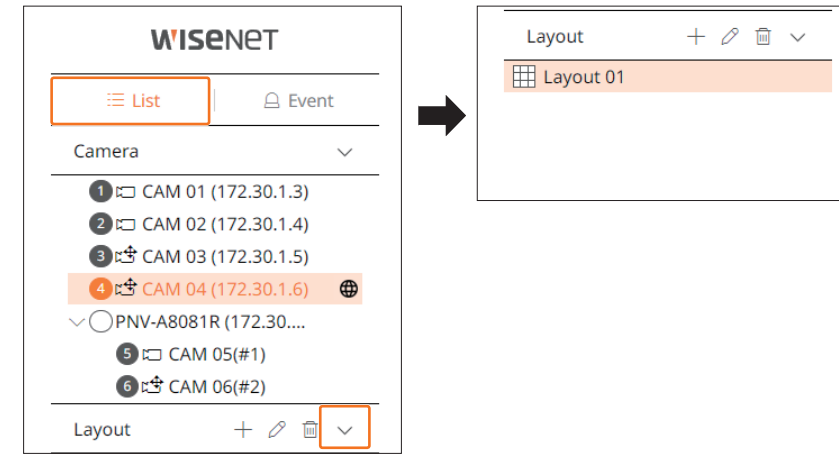 WISENET
List
Event
Camera
1 CAM 01 (172.30.1.3)
2 CAM 02 (172.30.1.4)
3 CAM 03 (172.30.1.5)
4 CAM 04 (172.30.1.6)
PNV-A8081R (172.30....
5 CAM 05(#1)
6 CAM 06(#2)
Layout
Layout
Layout 01